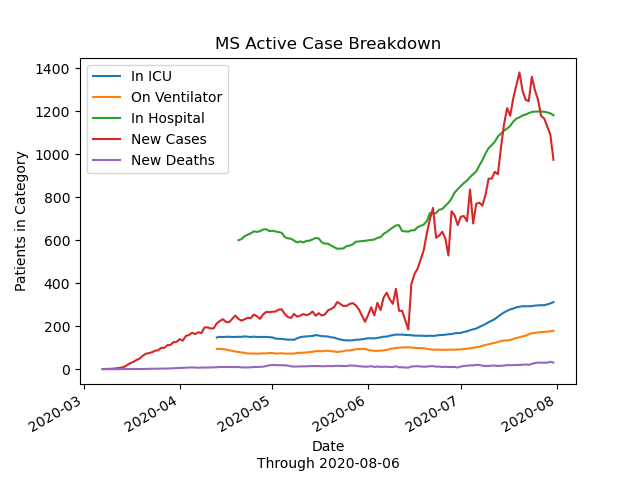 MS Active Case Breakdown
1400
1200
1000
800
600
400
200
0
Patients in Category
In ICU
On Ventilator
In Hospital
New Cases
New Deaths
2020-03
2020-04
2020-05
2020-06
2020-07
2020-08
Date
Through 2020-08-06